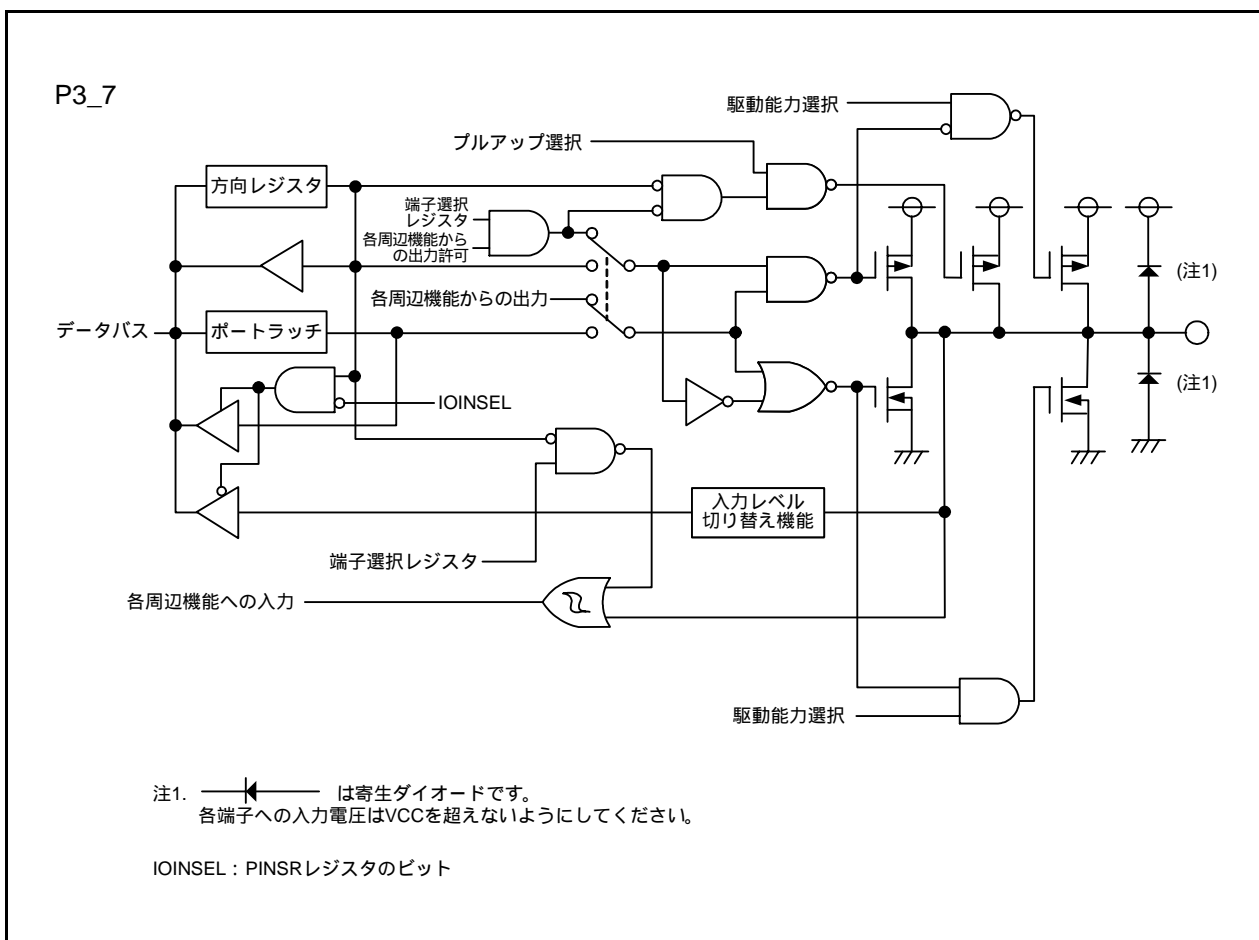 P3_7
駆動能力選択
プルアップ選択
方向レジスタ
端子選択
レジスタ
各周辺機能から
の出力許可
(注1)
各周辺機能からの出力
データバス
ポートラッチ
(注1)
IOINSEL
入力レベル
切り替え機能
端子選択レジスタ
各周辺機能への入力
駆動能力選択
注1. は寄生ダイオードです。
各端子への入力電圧はVCCを超えないようにしてください。
IOINSEL：PINSRレジスタのビット